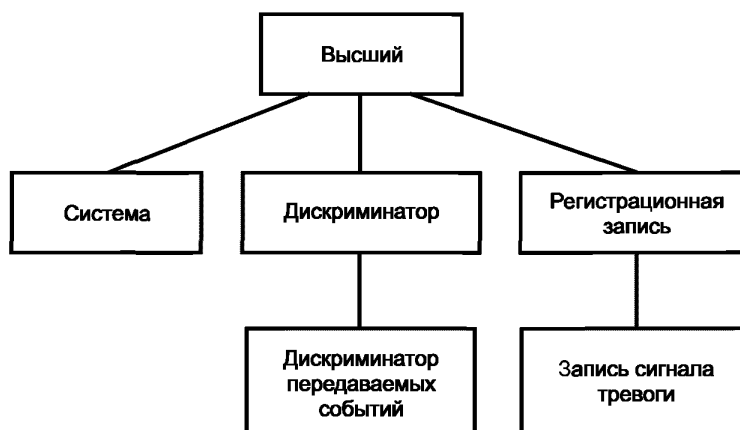 Высший
Система
Дискриминатор
Регистрационная
запись
Дискриминатор
передаваемых
событий
Запись сигнала
тревоги